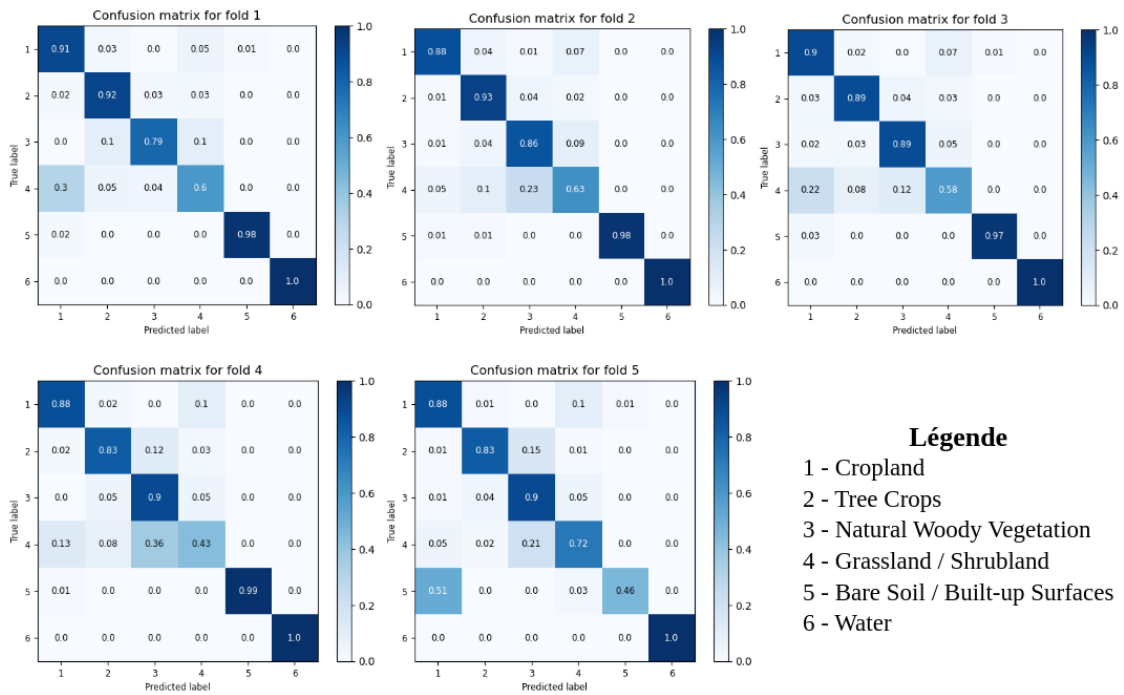 Confusion matrix for fold 1
1 0.91 0.03 0.0 0.05 0.01 0.0
2 0.02 0.92 0.03 0.03 0.0 0.0
3 0.0 0.1 0.79 0.1 0.0 0.0
4 0.3 0.05 0.04 0.6 0.0 0.0
5 0.02 0.0 0.0 0.0 0.98 0.0
6 0.0 0.0 0.0 0.0 0.0 1.0
1 2 3 4 5 6
True label
Predicted label
1.0
0.8
0.6
0.4
0.2
0.0
Confusion matrix for fold 2
1 0.88 0.04 0.01 0.07 0.0 0.0
2 0.01 0.93 0.04 0.02 0.0 0.0
3 0.01 0.04 0.86 0.09 0.0 0.0
4 0.05 0.1 0.23 0.63 0.0 0.0
5 0.01 0.01 0.0 0.0 0.98 0.0
6 0.0 0.0 0.0 0.0 0.0 1.0
1 2 3 4 5 6
True label
Predicted label
1.0
0.8
0.6
0.4
0.2
0.0
Confusion matrix for fold 3
1 0.9 0.02 0.0 0.07 0.01 0.0
2 0.03 0.89 0.04 0.03 0.0 0.0
3 0.02 0.03 0.89 0.05 0.0 0.0
4 0.22 0.08 0.12 0.58 0.0 0.0
5 0.03 0.0 0.0 0.0 0.97 0.0
6 0.0 0.0 0.0 0.0 0.0 1.0
1 2 3 4 5 6
True label
Predicted label
1.0
0.8
0.6
0.4
0.2
0.0
Confusion matrix for fold 4
1 0.88 0.02 0.0 0.1 0.0 0.0
2 0.02 0.83 0.12 0.03 0.0 0.0
3 0.0 0.05 0.9 0.05 0.0 0.0
4 0.13 0.08 0.36 0.43 0.0 0.0
5 0.01 0.0 0.0 0.0 0.99 0.0
6 0.0 0.0 0.0 0.0 0.0 1.0
1 2 3 4 5 6
True label
Predicted label
1.0
0.8
0.6
0.4
0.2
0.0
Confusion matrix for fold 5
1 0.88 0.01 0.0 0.1 0.01 0.0
2 0.01 0.83 0.15 0.01 0.0 0.0
3 0.01 0.04 0.9 0.05 0.0 0.0
4 0.05 0.02 0.21 0.72 0.0 0.0
5 0.51 0.0 0.0 0.03 0.46 0.0
6 0.0 0.0 0.0 0.0 0.0 1.0
1 2 3 4 5 6
True label
Predicted label
1.0
0.8
0.6
0.4
0.2
0.0
Légende
1 - Cropland
2 - Tree Crops
3 - Natural Woody Vegetation
4 - Grassland / Shrubland
5 - Bare Soil / Built-up Surfaces
6 - Water